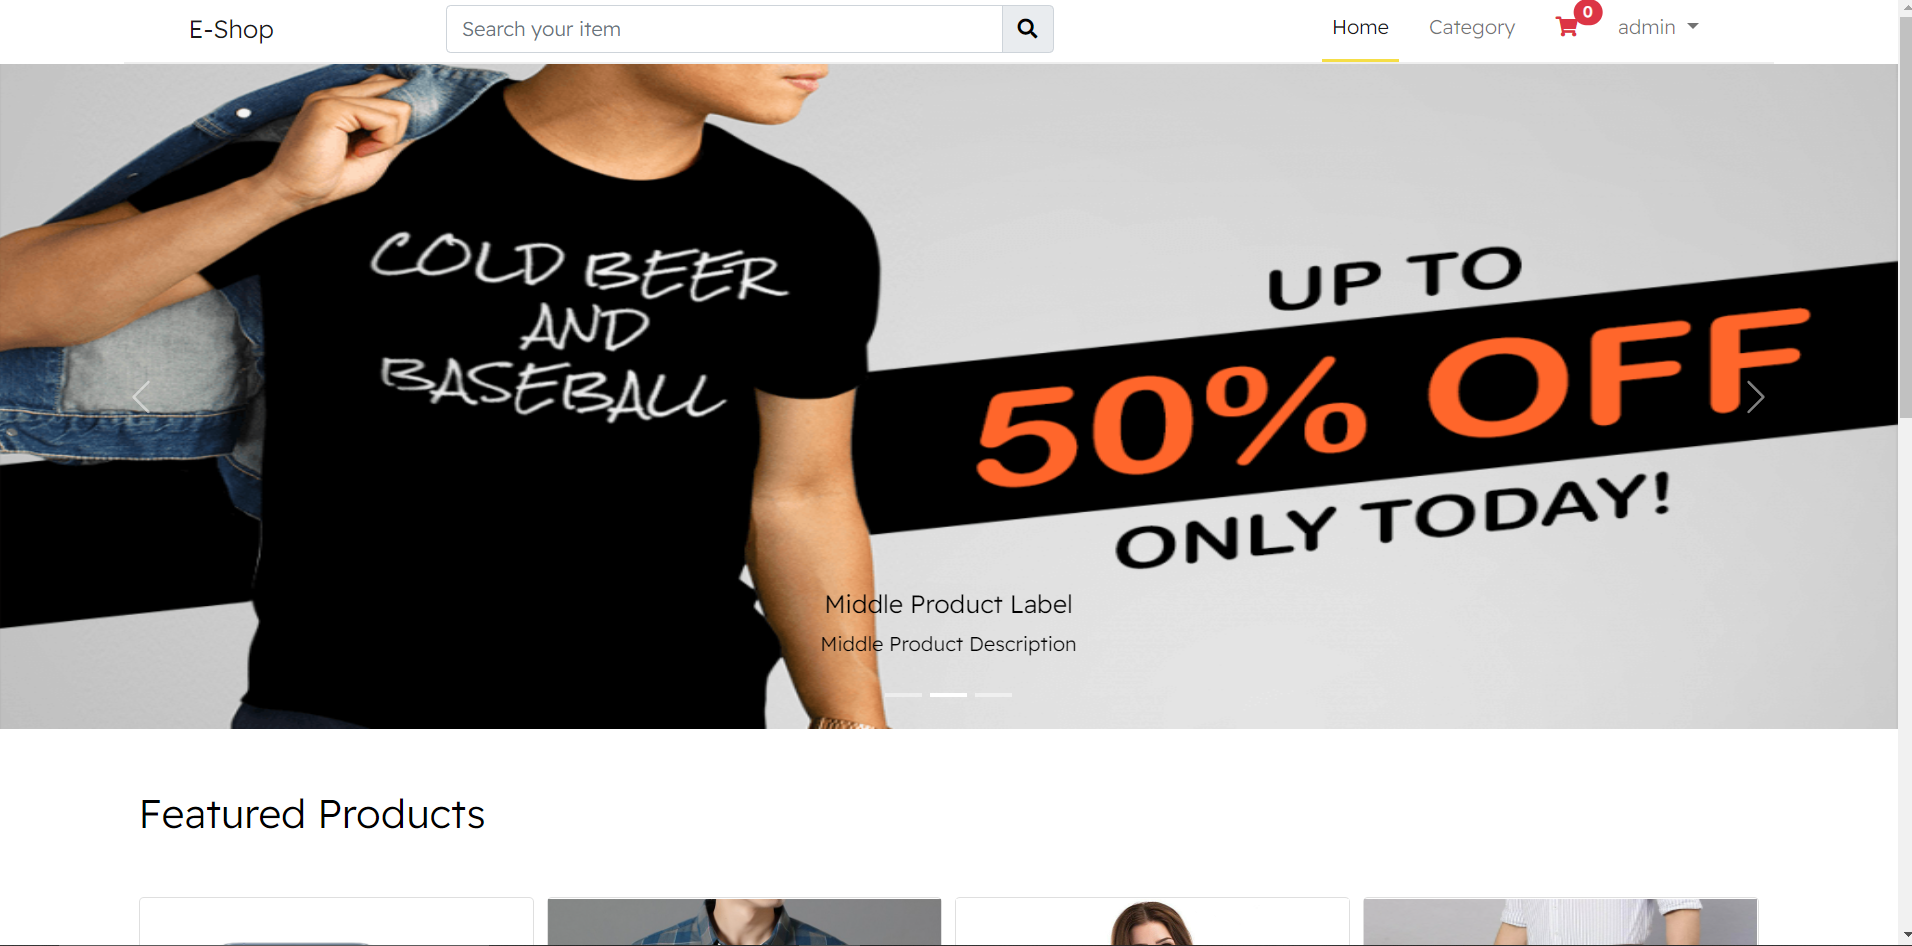 E-Shop
Search your item
Home
Category
0
admin
COLD BEER
AND
BASEBALL
UP TO
50% OFF
ONLY TODAY!
Middle Product Label
Middle Product Description
Featured Products